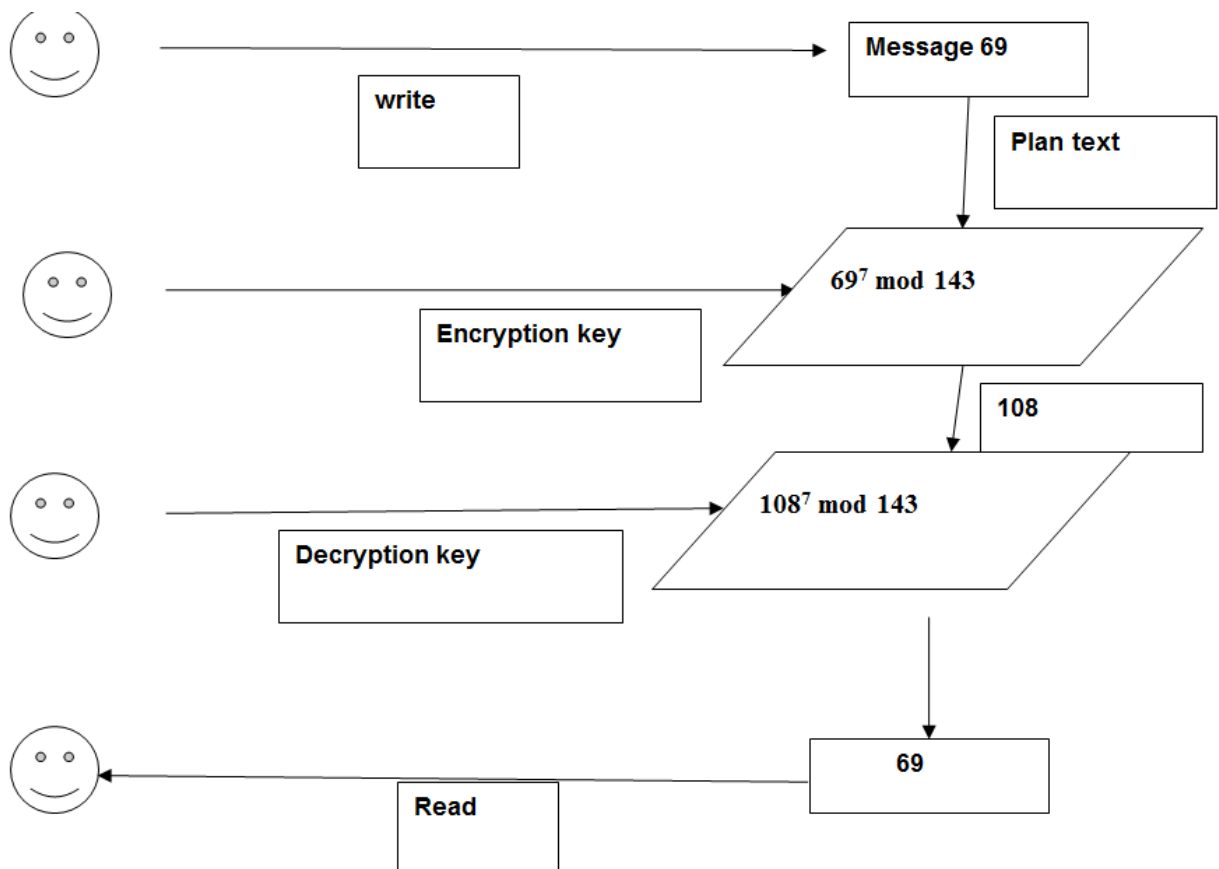 Message 69
write
Plan text
69⁷ mod 143
Encryption key
108
108⁷ mod 143
Decryption key
69
Read